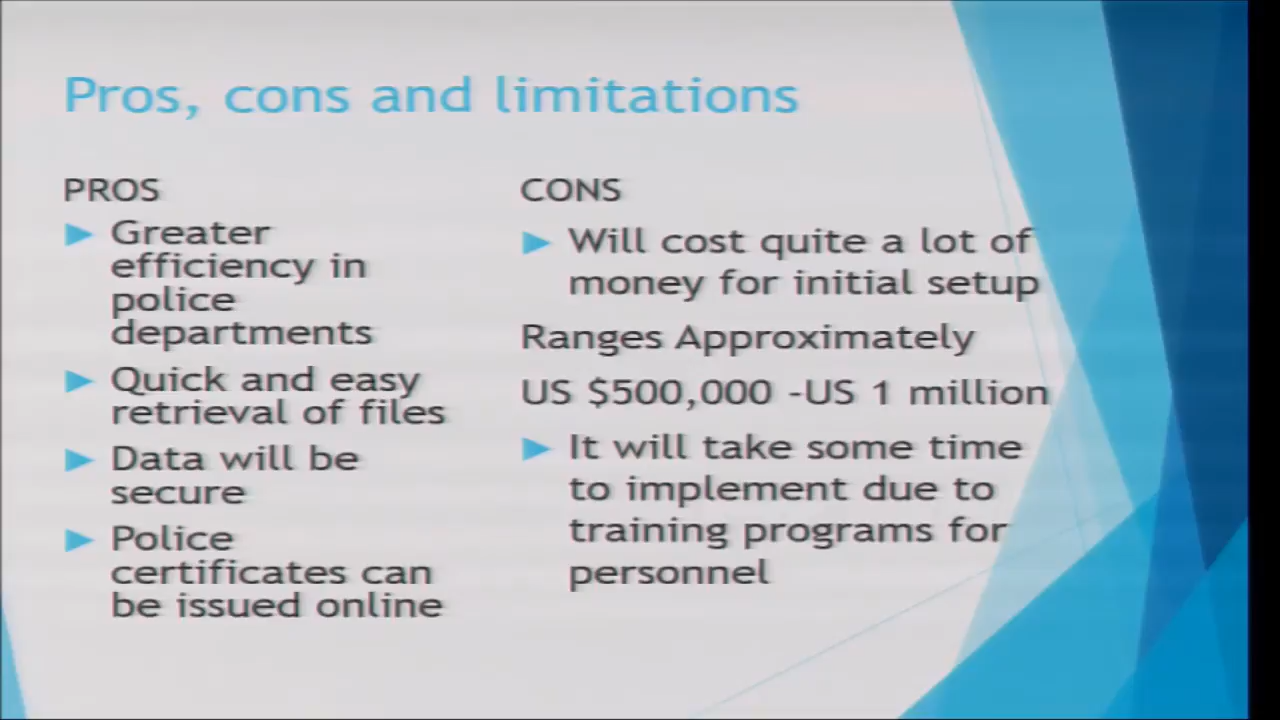 Pros, cons and limitations
PROS
Greater
efficiency in
police
departments
Quick and easy
retrieval of files
Data will be
secure
Police
certificates can
be issued online
CONS
Will cost quite a lot of
money for initial setup
Ranges Approximately
US $500,000 -US 1 million
It will take some time
to implement due to
training programs for
personnel